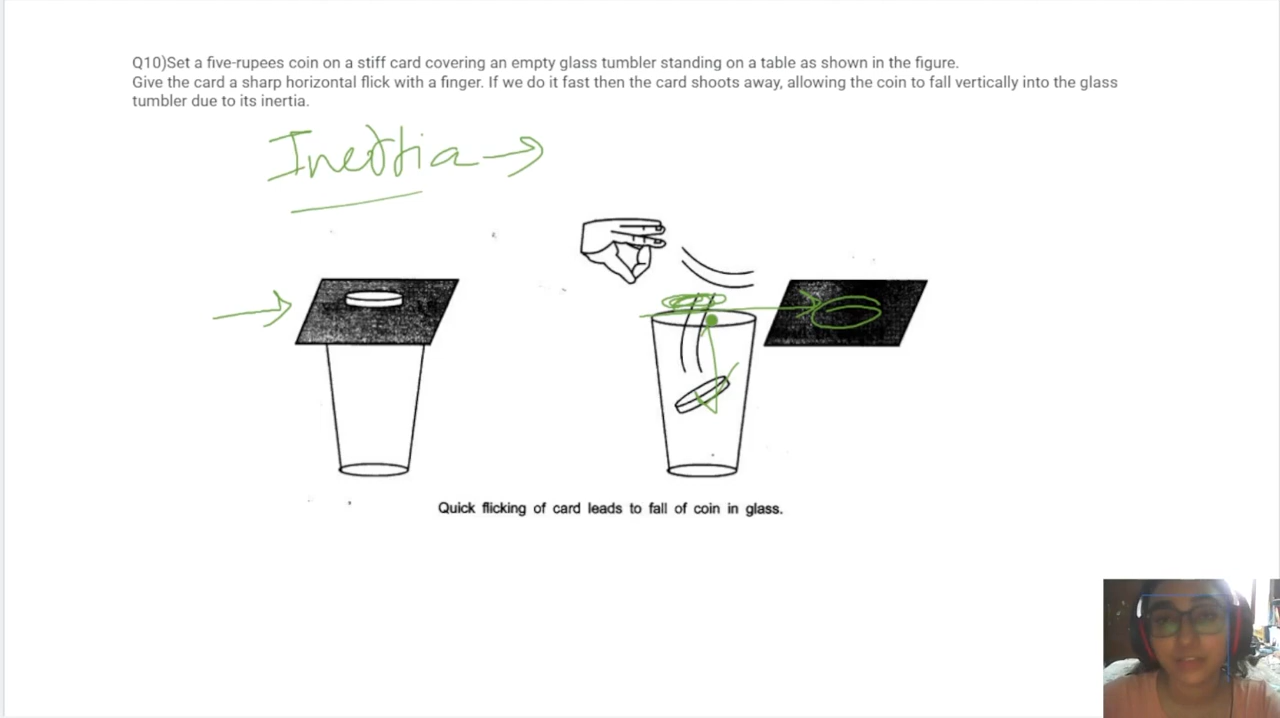 Q10)Set a five-rupees coin on a stiff card covering an empty glass tumbler standing on a table as shown in the figure.
Give the card a sharp horizontal flick with a finger. If we do it fast then the card shoots away, allowing the coin to fall vertically into the glass
tumbler due to its inertia.
Inertia →
Quick flicking of card leads to fall of coin in glass.